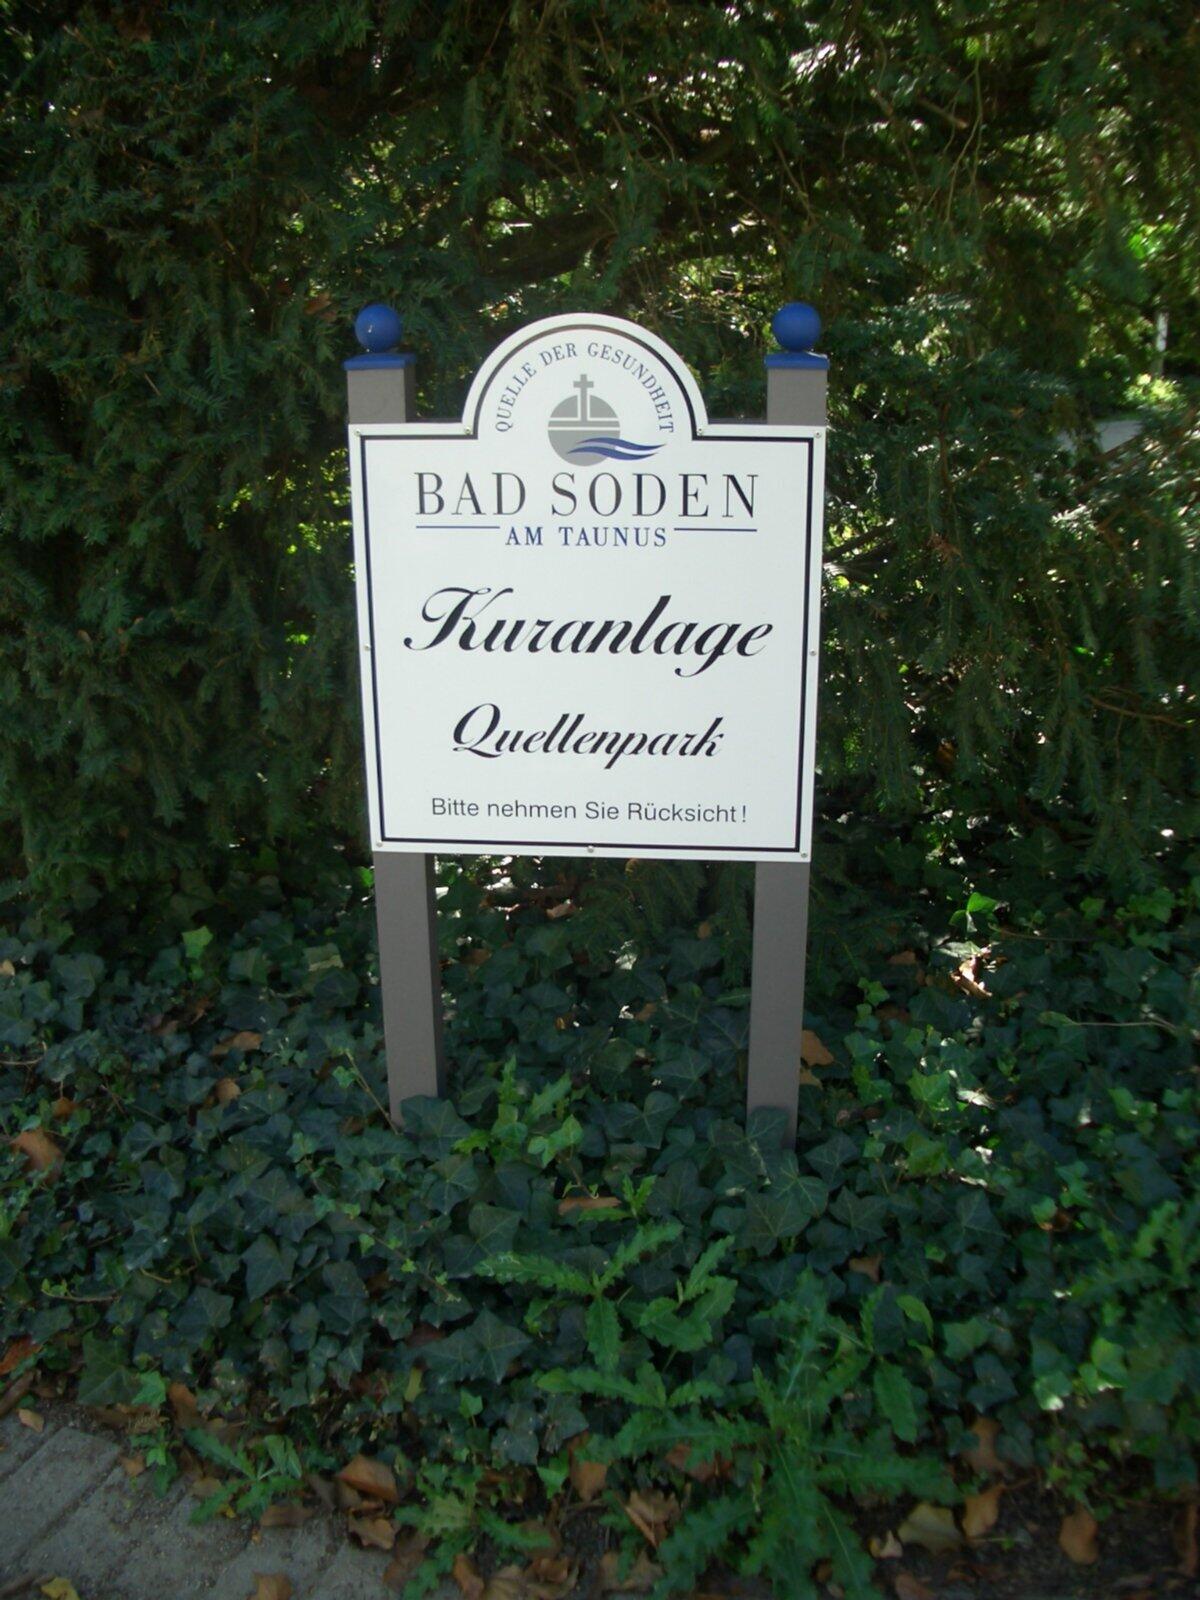 QUELLE DER GESUNDHEIT
BAD SODEN
AM TAUNUS
Kuranlage
Quellenpark
Bitte nehmen Sie Rücksicht!